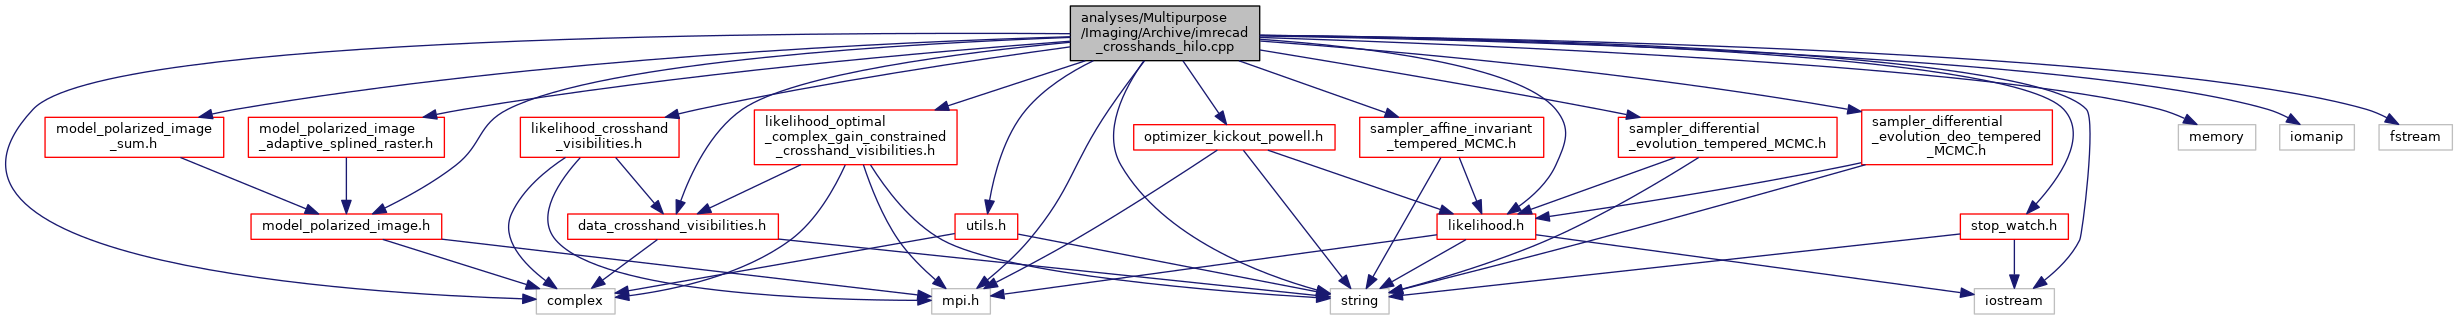 analyses/Multipurpose
/Imaging/Archive/imrecad
_crosshands_hilo.cpp
model_polarized_image
_sum.h
model_polarized_image
_adaptive_splined_raster.h
likelihood_crosshand
_visibilities.h
likelihood_optimal
_complex_gain_constrained
_crosshand_visibilities.h
optimizer_kickout_powell.h
sampler_affine_invariant
_tempered_MCMC.h
sampler_differential
_evolution_tempered_MCMC.h
sampler_differential
_evolution_deo_tempered
_MCMC.h
memory
iomanip
fstream
model_polarized_image.h
data_crosshand_visibilities.h
utils.h
likelihood.h
stop_watch.h
complex
mpi.h
string
iostream